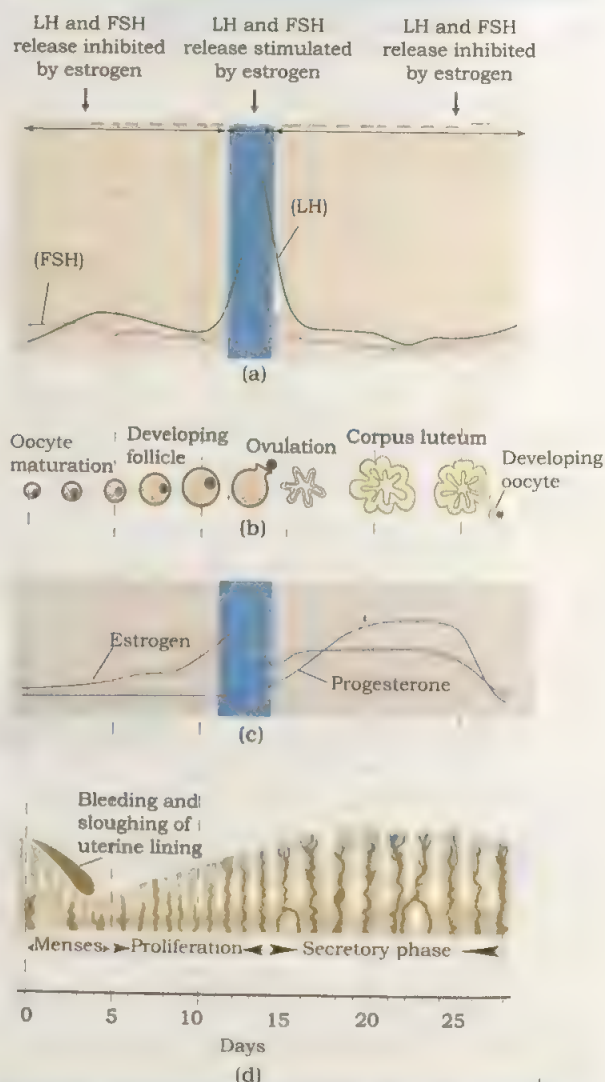 LH and FSH
release inhibited
by estrogen
LH and FSH
release stimulated
by estrogen
LH and FSH
release inhibited
by estrogen
(LH)
(FSH)
(a)
Oocyte
maturation
Developing
follicle
Ovulation
Corpus luteum
Developing
oocyte
(b)
Estrogen
Progesterone
(c)
Bleeding and
sloughing of
uterine lining
Menses
Proliferation
Secretory phase
0 5 10 15 20 25
Days
(d)